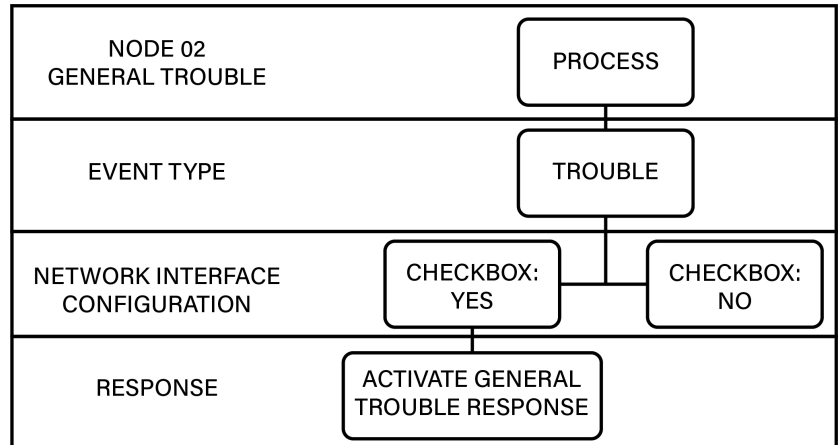 NODE 02
GENERAL TROUBLE
PROCESS
EVENT TYPE
TROUBLE
NETWORK INTERFACE
CONFIGURATION
CHECKBOX:
YES
CHECKBOX:
NO
RESPONSE
ACTIVATE GENERAL
TROUBLE RESPONSE